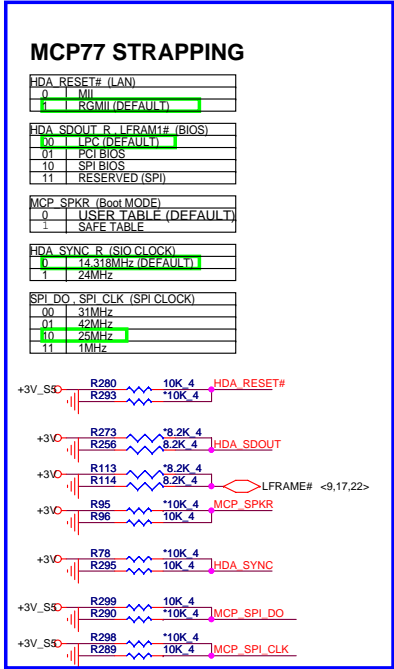 MCP77 STRAPPING
HDA_RESET# (LAN)
0 MII
1 RGMII (DEFAULT)
HDA_SDOUT_R , LFRAM1# (BIOS)
00 LPC (DEFAULT)
01 PCI BIOS
10 SPI BIOS
11 RESERVED (SPI)
MCP_SPKR (Boot MODE)
0 USER TABLE (DEFAULT)
1 SAFE TABLE
HDA_SYNC_R (SIO CLOCK)
0 14.318MHz (DEFAULT)
1 24MHz
SPI_DO , SPI_CLK (SPI CLOCK)
00 31MHz
01 42MHz
10 25MHz
11 1MHz
+3V_S5 R280 10K_4 HDA_RESET#
R293 *10K_4
+3V R273 *8.2K_4
R256 8.2K_4 HDA_SDOUT
+3V R113 *8.2K_4
R114 8.2K_4 LFRAME# <9,17,22>
+3V R95 *10K_4 MCP_SPKR
R96 10K_4
+3V R78 *10K_4
R295 10K_4 HDA_SYNC
+3V_S5 R299 10K_4
R290 *10K_4 MCP_SPI_DO
+3V_S5 R298 *10K_4
R289 10K_4 MCP_SPI_CLK